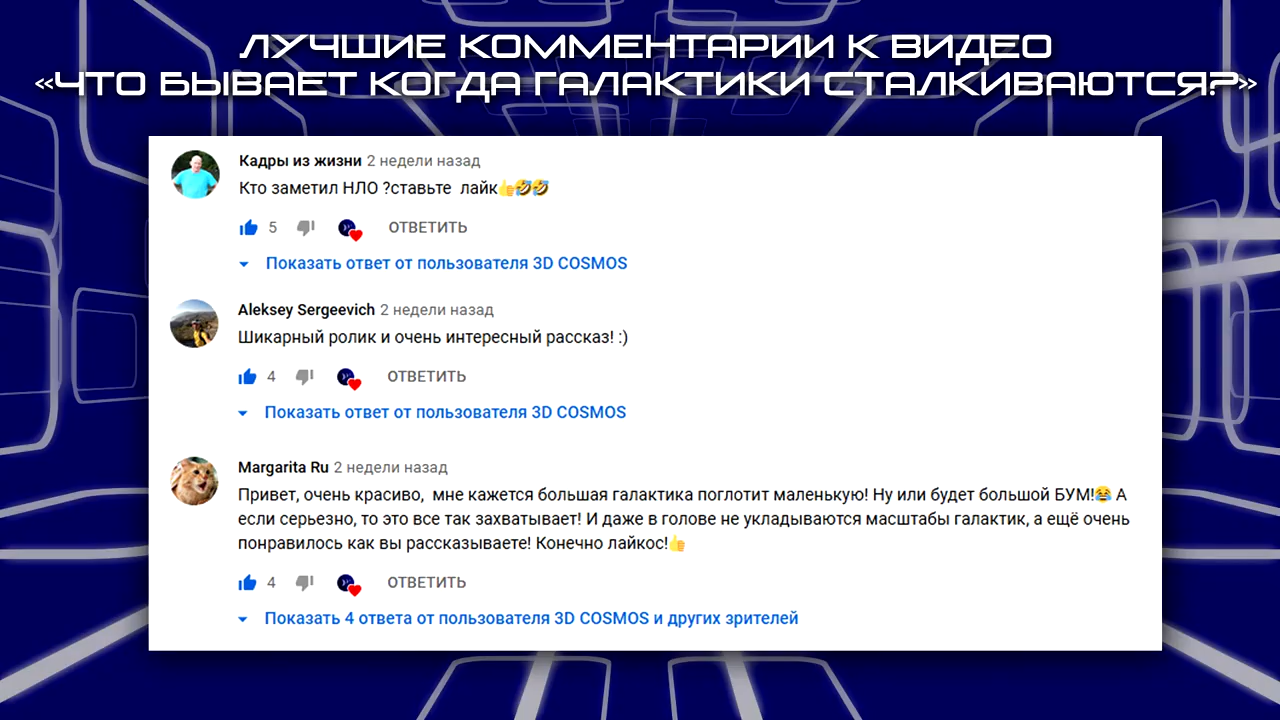 ЛУЧШИЕ КОММЕНТАРИИ К ВИДЕО
«ЧТО БЫВАЕТ КОГДА ГАЛАКТИКИ СТАЛКИВАЮТСЯ?»
Кадры из жизни 2 недели назад
Кто заметил НЛО ?ставьте лайк👍🤣🤣
5 ОТВЕТИТЬ
Показать ответ от пользователя 3D COSMOS
Aleksey Sergeevich 2 недели назад
Шикарный ролик и очень интересный рассказ! :)
4 ОТВЕТИТЬ
Показать ответ от пользователя 3D COSMOS
Margarita Ru 2 недели назад
Привет, очень красиво, мне кажется большая галактика поглотит маленькую! Ну или будет большой БУМ!😂 А
если серьезно, то это все так захватывает! И даже в голове не укладываются масштабы галактик, а ещё очень
понравилось как вы рассказываете! Конечно лайкос!👍
4 ОТВЕТИТЬ
Показать 4 ответа от пользователя 3D COSMOS и других зрителей